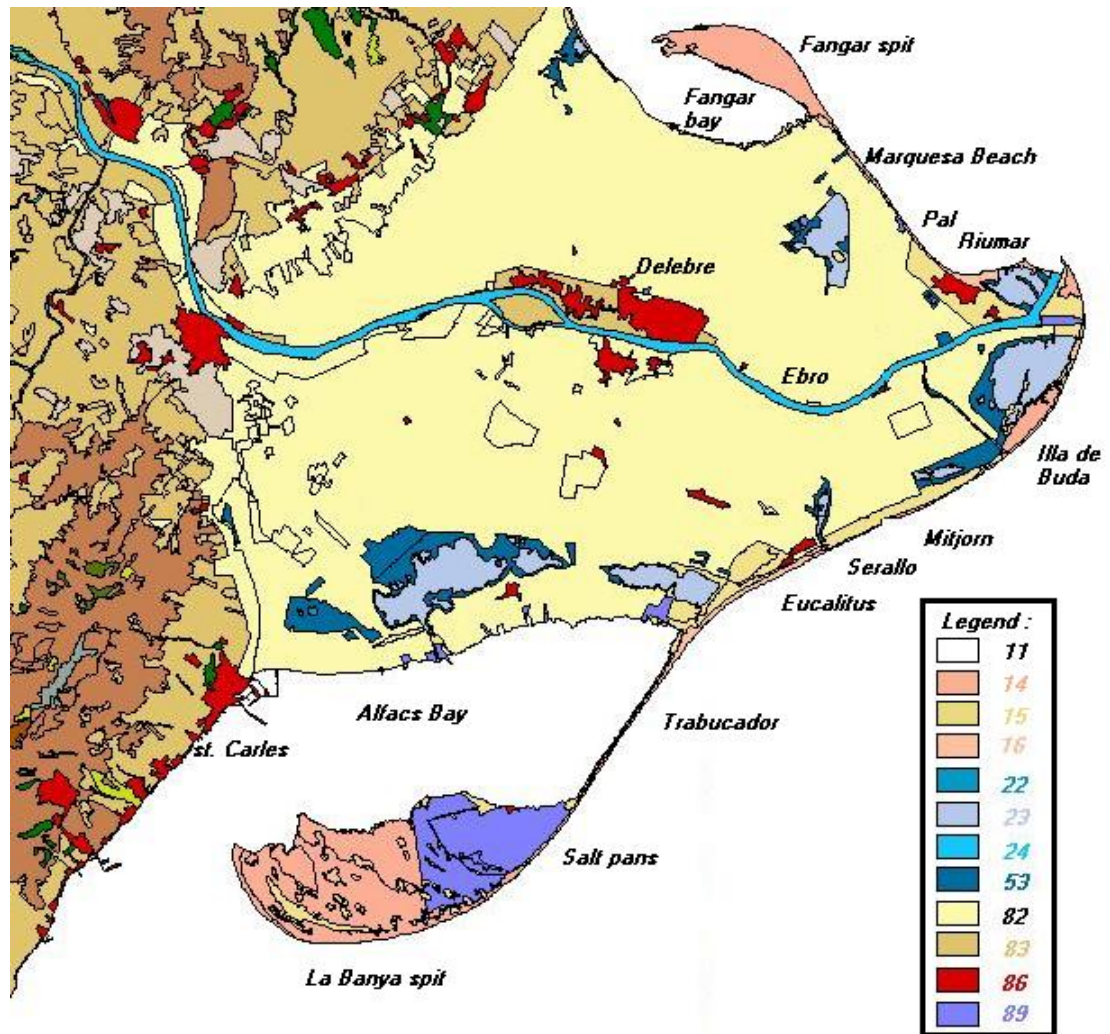 Fangar spit
Fangar
bay
Marquesa Beach
Pal
Riumar
Delebre
Ebro
Illa de
Buda
Mitjorn
Serallo
Eucalitus
Alfacs Bay
Trabucador
st. Carles
Salt pans
La Banya spit
Legend :
11
14
15
16
22
23
24
53
82
83
86
89